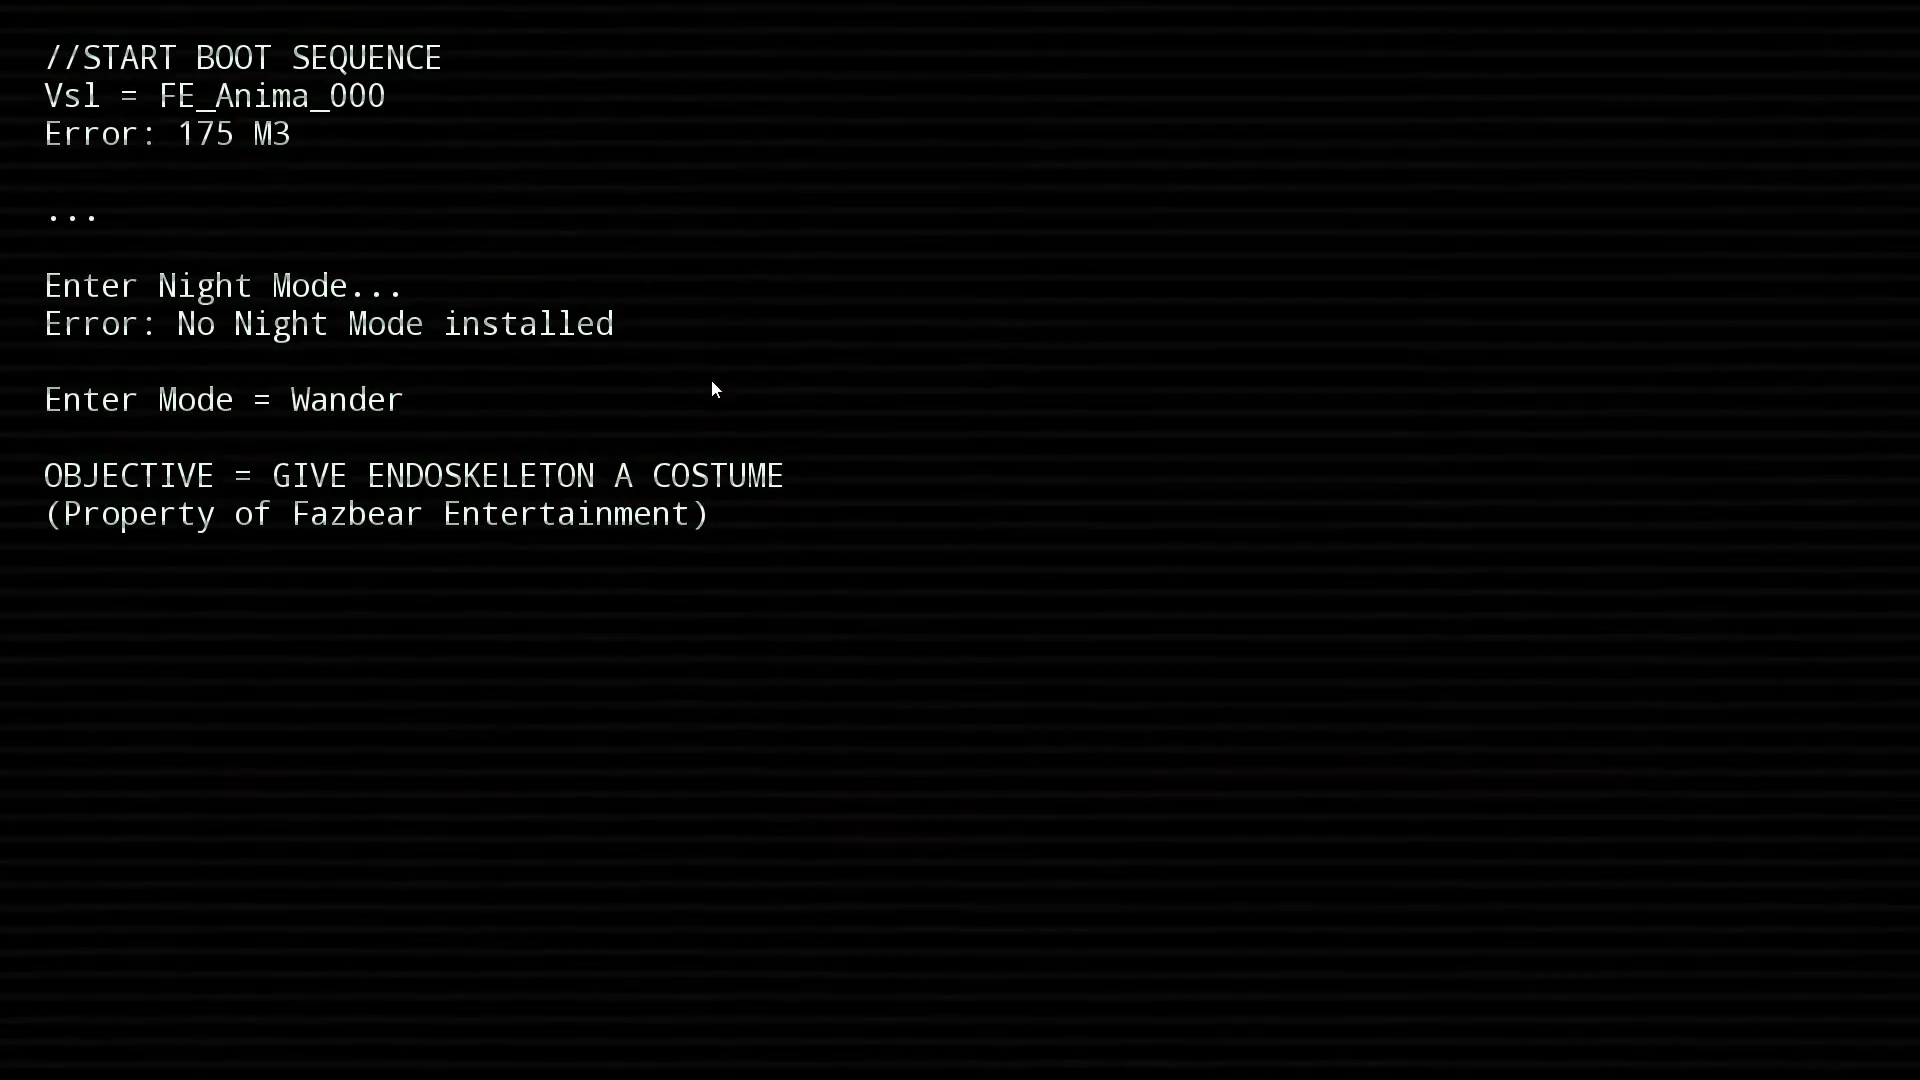 //START BOOT SEQUENCE
Vsl = FE_Anima_000
Error: 175 M3
...
Enter Night Mode...
Error: No Night Mode installed
Enter Mode = Wander
OBJECTIVE = GIVE ENDOSKELETON A COSTUME
(Property of Fazbear Entertainment)